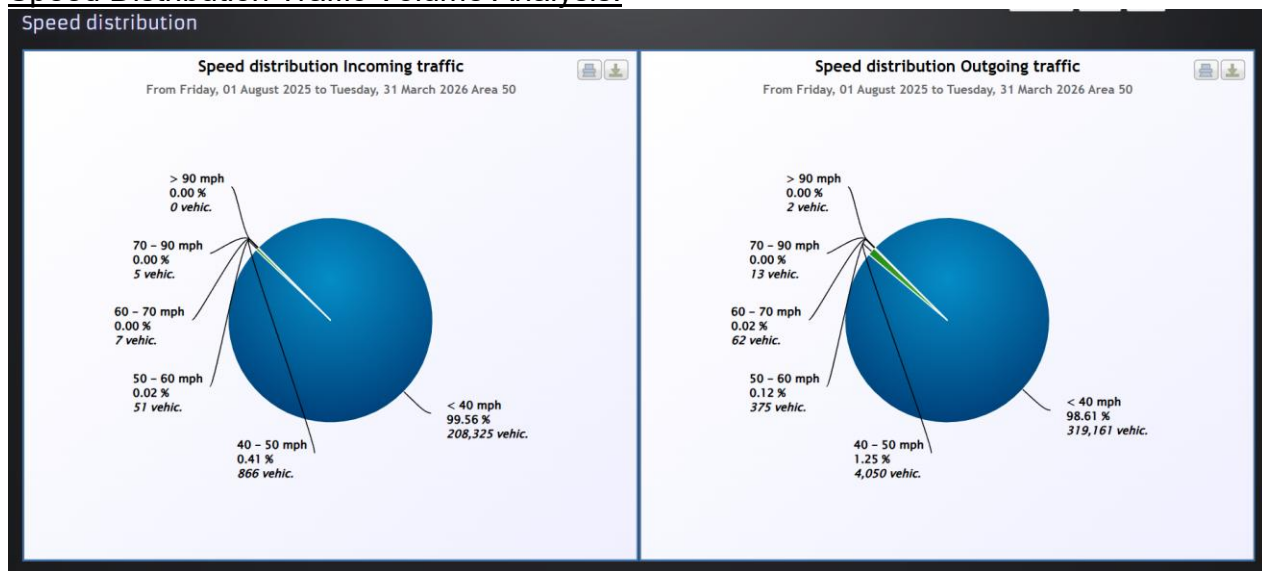 Speed Distribution Traffic Volume Analysis:
Speed distribution
Speed distribution Incoming traffic
From Friday, 01 August 2025 to Tuesday, 31 March 2026 Area 50
> 90 mph
0.00 %
0 vehic.
70 – 90 mph
0.00 %
5 vehic.
60 – 70 mph
0.00 %
7 vehic.
50 – 60 mph
0.02 %
51 vehic.
40 – 50 mph
0.41 %
866 vehic.
< 40 mph
99.56 %
208,325 vehic.
Speed distribution Outgoing traffic
From Friday, 01 August 2025 to Tuesday, 31 March 2026 Area 50
> 90 mph
0.00 %
2 vehic.
70 – 90 mph
0.00 %
13 vehic.
60 – 70 mph
0.02 %
62 vehic.
50 – 60 mph
0.12 %
375 vehic.
40 – 50 mph
1.25 %
4,050 vehic.
< 40 mph
98.61 %
319,161 vehic.